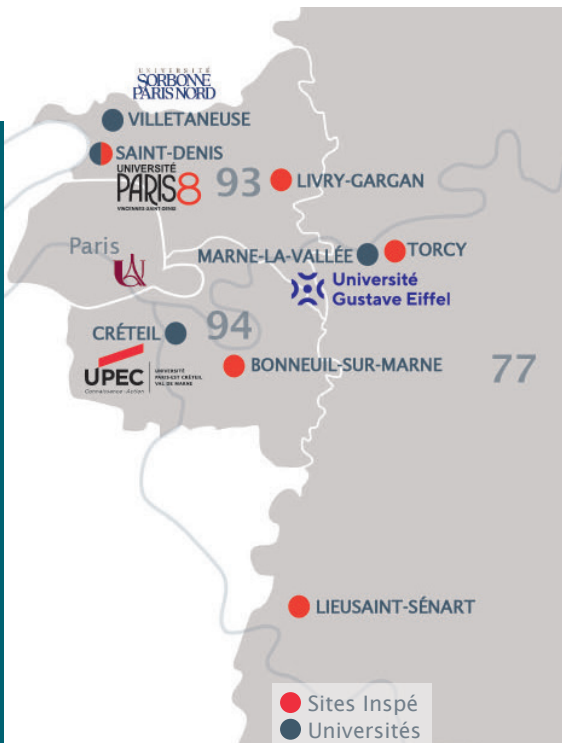 UNIVERSITÉ
SORBONNE
PARIS NORD
VILLETANEUSE
SAINT-DENIS
UNIVERSITÉ
PARIS8
VINCENNES-SAINT-DENIS
93
LIVRY-GARGAN
Paris
MARNE-LA-VALLÉE
TORCY
Université
Gustave Eiffel
CRÉTEIL
94
UPEC
Connaissance - Action
UNIVERSITÉ
PARIS-EST CRÉTEIL
VAL DE MARNE
BONNEUIL-SUR-MARNE
77
LIEUSAINT-SÉNART
Sites Inspé
Universités